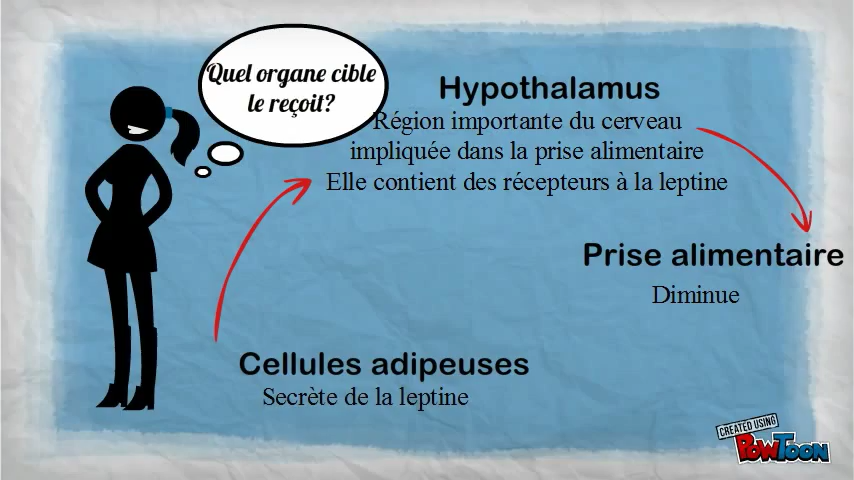 Quel organe cible
le reçoit?
Hypothalamus
Région importante du cerveau
impliquée dans la prise alimentaire
Elle contient des récepteurs à la leptine
Prise alimentaire
Diminue
Cellules adipeuses
Secrète de la leptine
CREATED USING
POWTOON